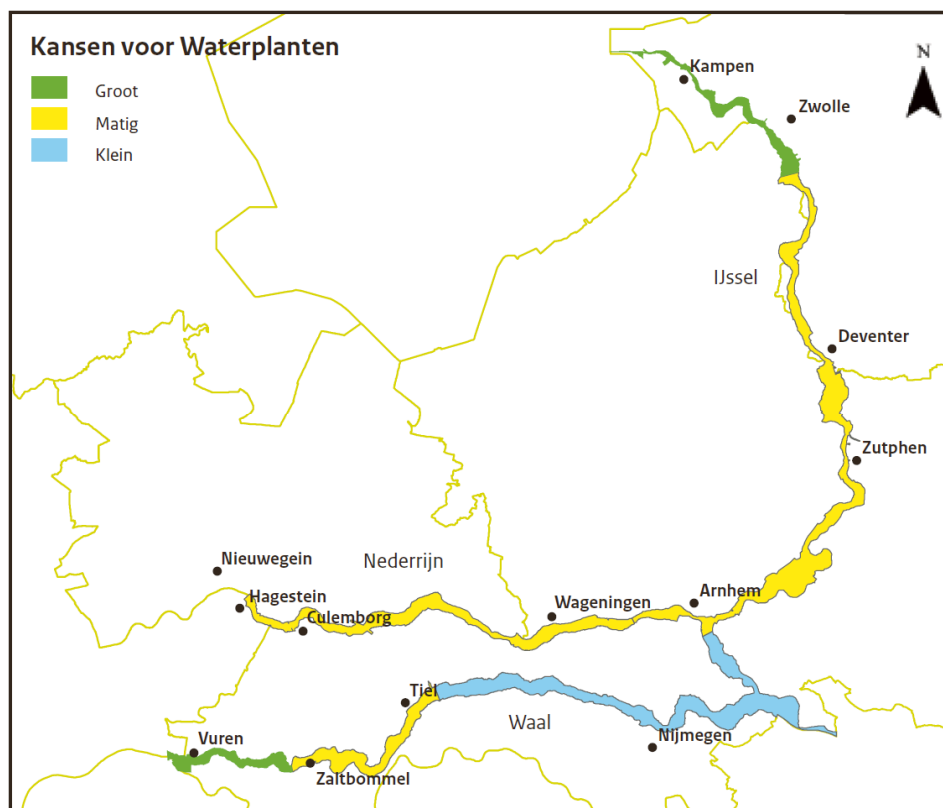 Kansen voor Waterplanten
Groot
Matig
Klein
N
Kampen
Zwolle
IJssel
Deventer
Zutphen
Nieuwegein
Nederrijn
Hagestein
Culemborg
Wageningen
Arnhem
Tiel
Waal
Vuren
Nijmegen
Zaltbommel